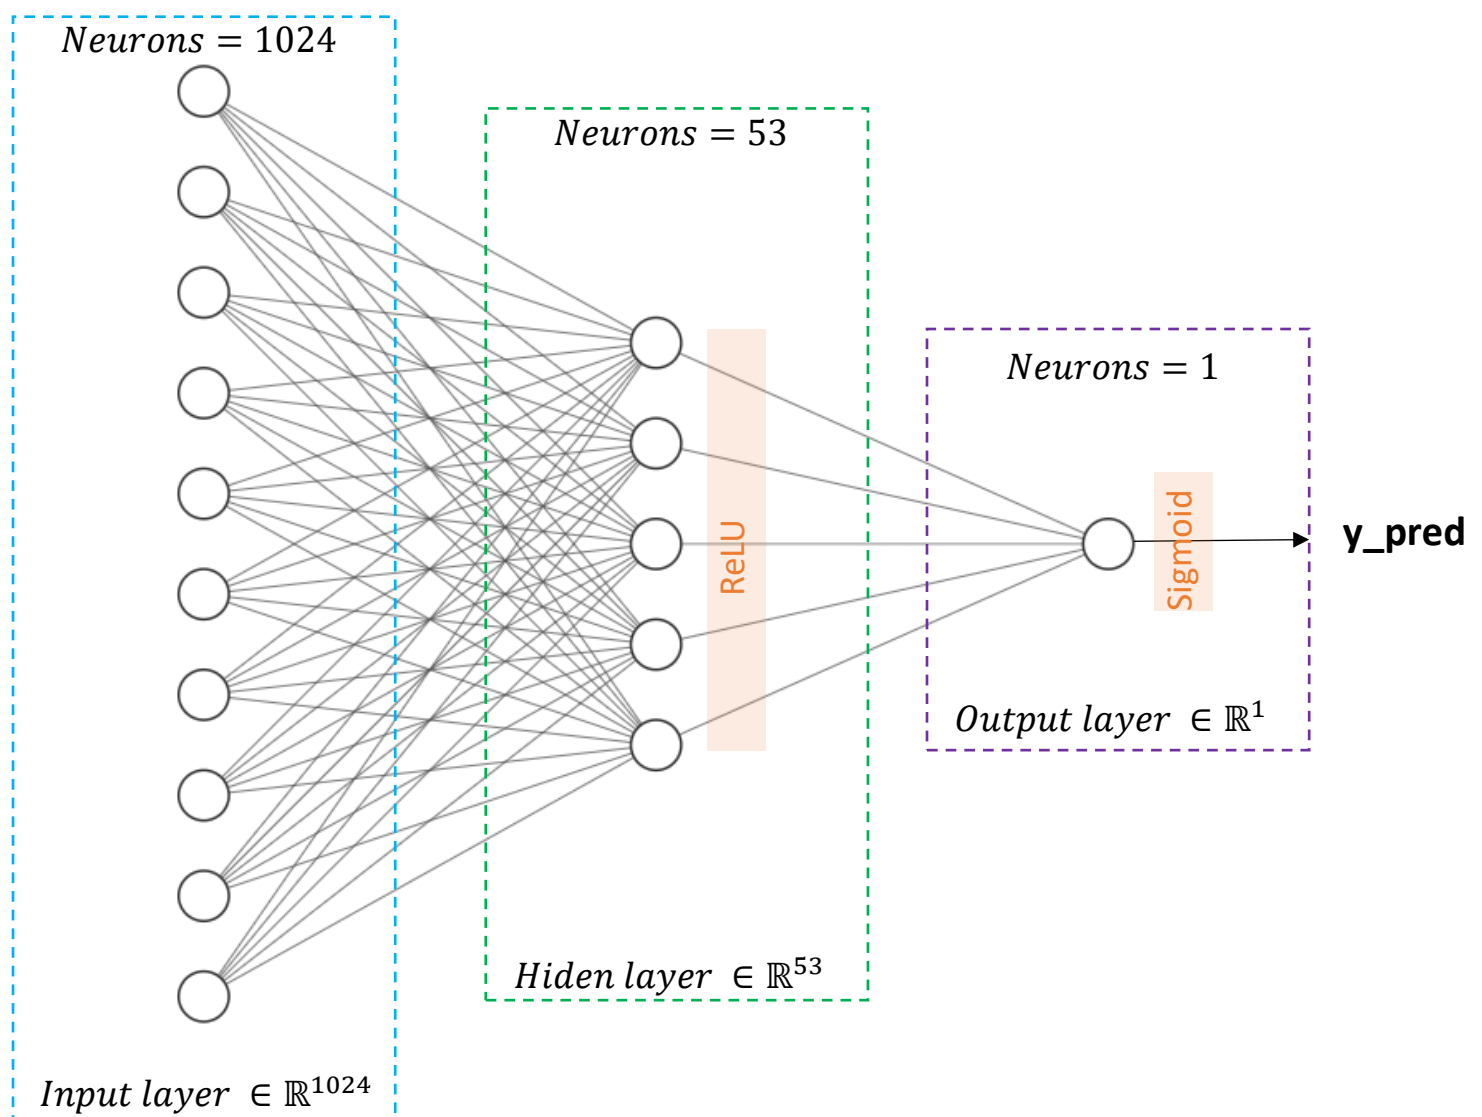 Neurons = 1024
Input layer ∈ ℝ¹⁰²⁴
Neurons = 53
ReLU
Hiden layer ∈ ℝ⁵³
Neurons = 1
Sigmoid
Output layer ∈ ℝ¹
y_pred